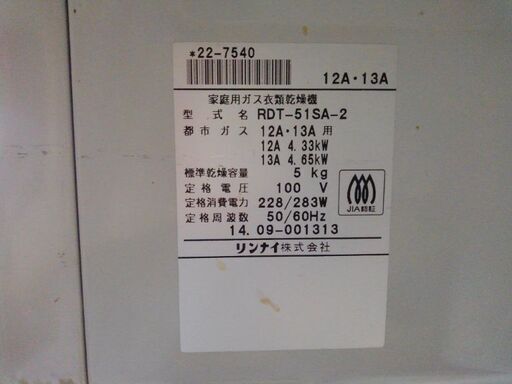 *22-7540
12A・13A
家庭用ガス衣類乾燥機
型式名 RDT-51SA-2
都市ガス 12A・13A 用
12A 4.33kW
13A 4.65kW
標準乾燥容量 5 kg
定格電圧 100 V
定格消費電力 228/283W
定格周波数 50/60Hz
14.09-001313
リンナイ株式会社
JIA認証